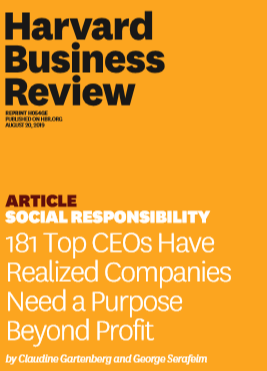 Harvard
Business
Review
REPRINT H054QE
PUBLISHED ON HBR.ORG
AUGUST 20, 2019
ARTICLE
SOCIAL RESPONSIBILITY
181 Top CEOs Have
Realized Companies
Need a Purpose
Beyond Profit
by Claudine Gartenberg and George Serafeim